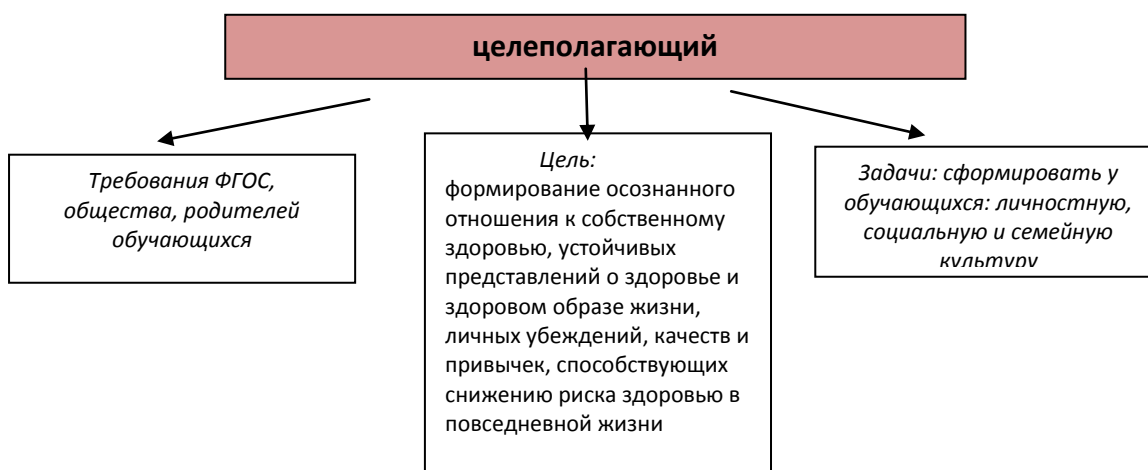 целеполагающий
Требования ФГОС,
общества, родителей
обучающихся
Цель:
формирование осознанного
отношения к собственному
здоровью, устойчивых
представлений о здоровье и
здоровом образе жизни,
личных убеждений, качеств и
привычек, способствующих
снижению риска здоровью в
повседневной жизни
Задачи: сформировать у
обучающихся: личностную,
социальную и семейную
культуру